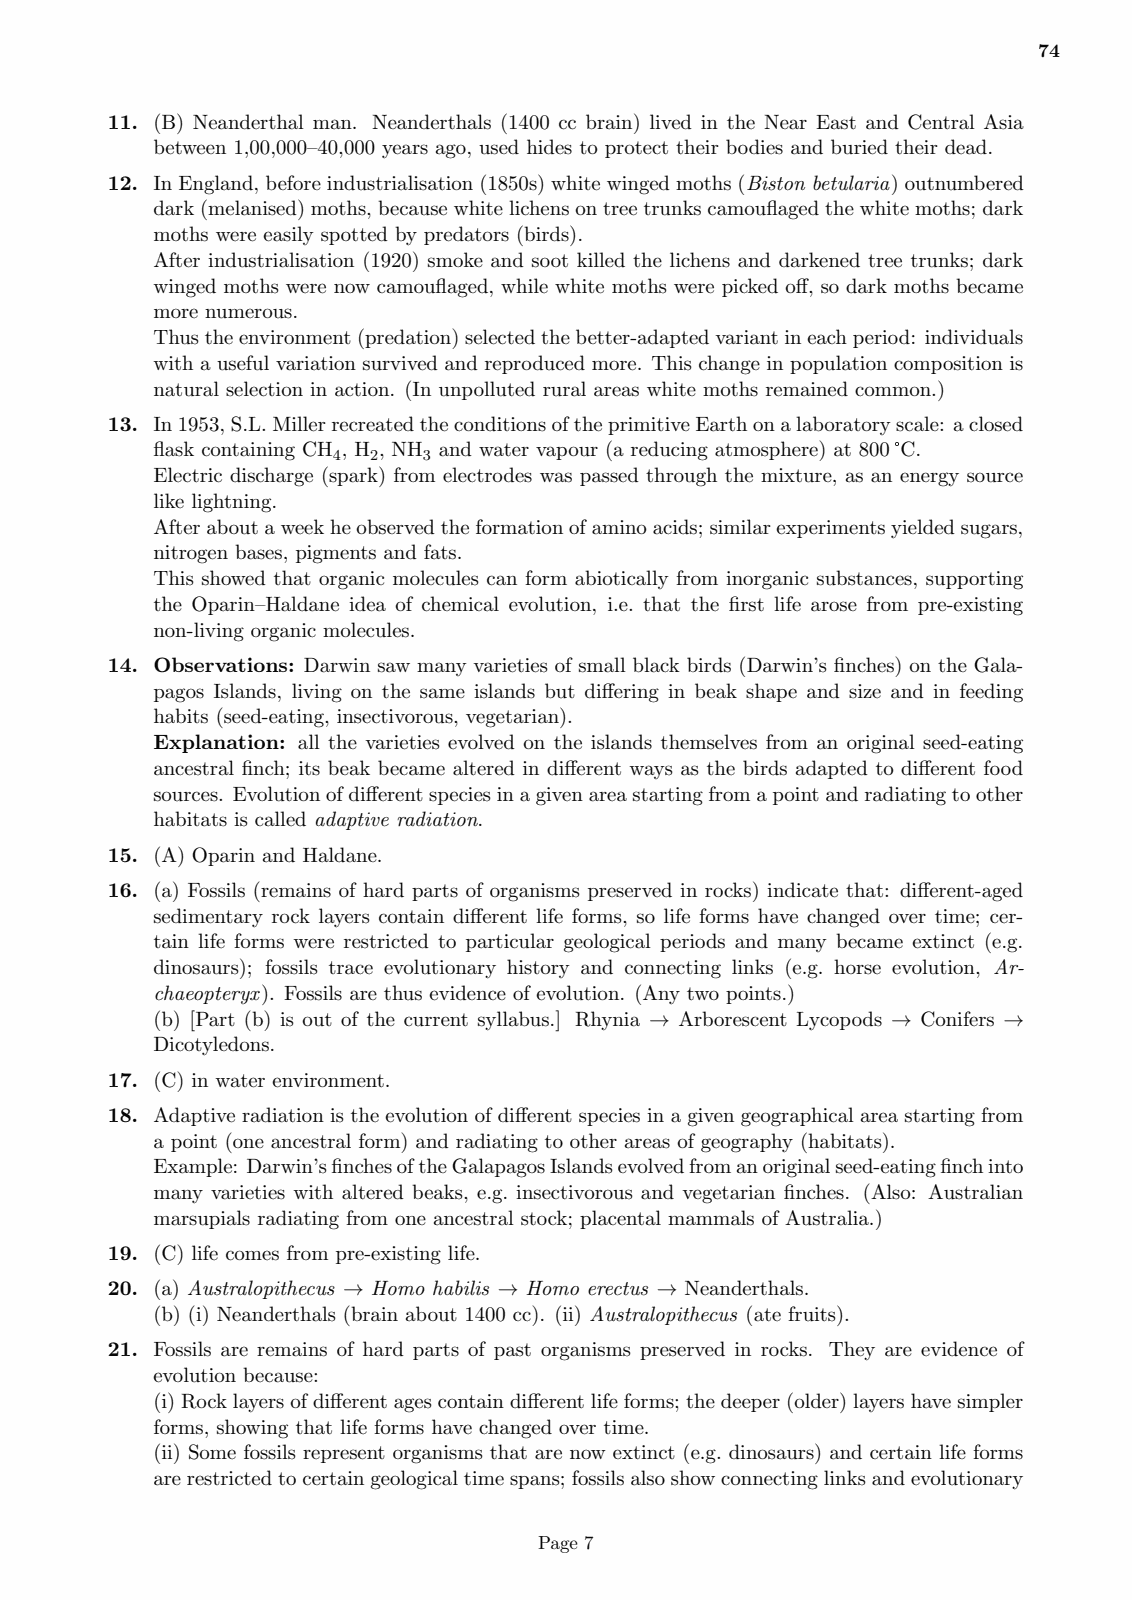 74
11. (B) Neanderthal man. Neanderthals (1400 cc brain) lived in the Near East and Central Asia
between 1,00,000–40,000 years ago, used hides to protect their bodies and buried their dead.
12. In England, before industrialisation (1850s) white winged moths (Biston betularia) outnumbered
dark (melanised) moths, because white lichens on tree trunks camouflaged the white moths; dark
moths were easily spotted by predators (birds).
After industrialisation (1920) smoke and soot killed the lichens and darkened tree trunks; dark
winged moths were now camouflaged, while white moths were picked off, so dark moths became
more numerous.
Thus the environment (predation) selected the better-adapted variant in each period: individuals
with a useful variation survived and reproduced more. This change in population composition is
natural selection in action. (In unpolluted rural areas white moths remained common.)
13. In 1953, S.L. Miller recreated the conditions of the primitive Earth on a laboratory scale: a closed
flask containing CH₄, H₂, NH₃ and water vapour (a reducing atmosphere) at 800 °C.
Electric discharge (spark) from electrodes was passed through the mixture, as an energy source
like lightning.
After about a week he observed the formation of amino acids; similar experiments yielded sugars,
nitrogen bases, pigments and fats.
This showed that organic molecules can form abiotically from inorganic substances, supporting
the Oparin–Haldane idea of chemical evolution, i.e. that the first life arose from pre-existing
non-living organic molecules.
14. Observations: Darwin saw many varieties of small black birds (Darwin's finches) on the Gala-
pagos Islands, living on the same islands but differing in beak shape and size and in feeding
habits (seed-eating, insectivorous, vegetarian).
Explanation: all the varieties evolved on the islands themselves from an original seed-eating
ancestral finch; its beak became altered in different ways as the birds adapted to different food
sources. Evolution of different species in a given area starting from a point and radiating to other
habitats is called adaptive radiation.
15. (A) Oparin and Haldane.
16. (a) Fossils (remains of hard parts of organisms preserved in rocks) indicate that: different-aged
sedimentary rock layers contain different life forms, so life forms have changed over time; cer-
tain life forms were restricted to particular geological periods and many became extinct (e.g.
dinosaurs); fossils trace evolutionary history and connecting links (e.g. horse evolution, Ar-
chaeopteryx). Fossils are thus evidence of evolution. (Any two points.)
(b) [Part (b) is out of the current syllabus.] Rhynia → Arborescent Lycopods → Conifers →
Dicotyledons.
17. (C) in water environment.
18. Adaptive radiation is the evolution of different species in a given geographical area starting from
a point (one ancestral form) and radiating to other areas of geography (habitats).
Example: Darwin's finches of the Galapagos Islands evolved from an original seed-eating finch into
many varieties with altered beaks, e.g. insectivorous and vegetarian finches. (Also: Australian
marsupials radiating from one ancestral stock; placental mammals of Australia.)
19. (C) life comes from pre-existing life.
20. (a) Australopithecus → Homo habilis → Homo erectus → Neanderthals.
(b) (i) Neanderthals (brain about 1400 cc). (ii) Australopithecus (ate fruits).
21. Fossils are remains of hard parts of past organisms preserved in rocks. They are evidence of
evolution because:
(i) Rock layers of different ages contain different life forms; the deeper (older) layers have simpler
forms, showing that life forms have changed over time.
(ii) Some fossils represent organisms that are now extinct (e.g. dinosaurs) and certain life forms
are restricted to certain geological time spans; fossils also show connecting links and evolutionary
Page 7